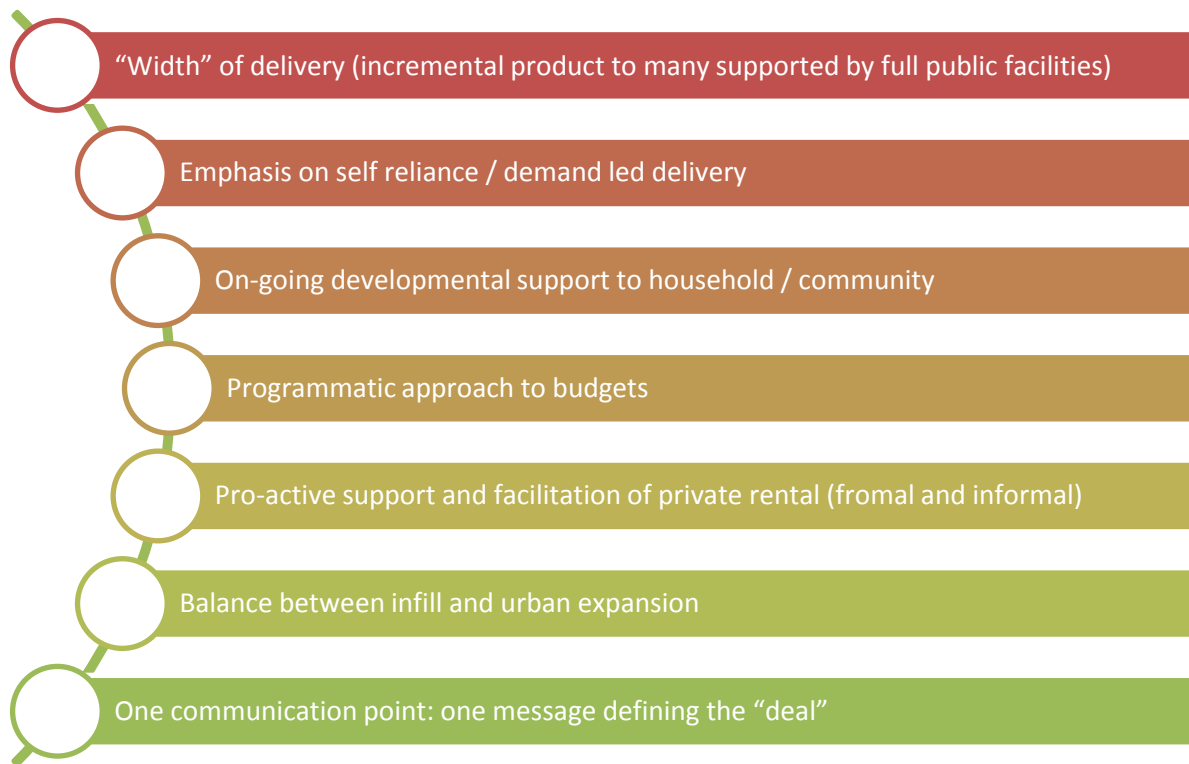 “Width” of delivery (incremental product to many supported by full public facilities)
Emphasis on self reliance / demand led delivery
On-going developmental support to household / community
Programmatic approach to budgets
Pro-active support and facilitation of private rental (fromal and informal)
Balance between infill and urban expansion
One communication point: one message defining the “deal”